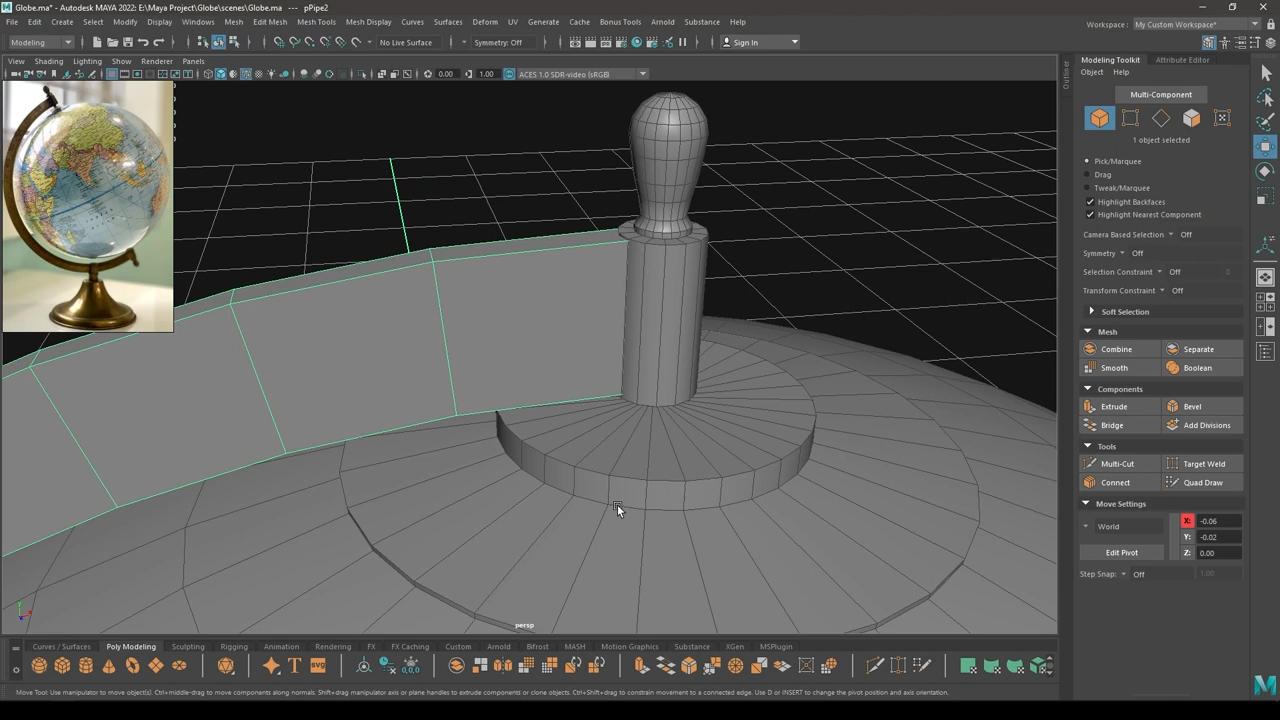 Globe.ma* - Autodesk MAYA 2022: E:\Maya Project\Globe\scenes\Globe.ma --- pPipe2
File Edit Create Select Modify Display Windows Mesh Edit Mesh Mesh Tools Mesh Display Curves Surfaces Deform UV Generate Cache Bonus Tools Arnold Substance Help
Workspace : My Custom Workspace*
Modeling No Live Surface Symmetry: Off Sign In
View Shading Lighting Show Renderer Panels
0.00 1.00 ACES 1.0 SDR-video (sRGB)
persp
Outliner
Modeling Toolkit Attribute Editor
Object Help
Multi-Component
1 object selected
Pick/Marquee
Drag
Tweak/Marquee
Highlight Backfaces
Highlight Nearest Component
Camera Based Selection Off
Symmetry Off
Selection Constraint Off
Transform Constraint Off
Soft Selection
Mesh
Combine Separate
Smooth Boolean
Components
Extrude Bevel
Bridge Add Divisions
Tools
Multi-Cut Target Weld
Connect Quad Draw
Move Settings
World X: -0.06
Y: -0.02
Edit Pivot Z: 0.00
Step Snap: Off 1.00
Curves / Surfaces Poly Modeling Sculpting Rigging Animation Rendering FX FX Caching Custom Arnold Bifrost MASH Motion Graphics Substance XGen MSPlugin
Move Tool: Use manipulator to move object(s). Ctrl+middle-drag to move components along normals. Shift+drag manipulator axis or plane handles to extrude components or clone objects. Ctrl+Shift+drag to constrain movement to a connected edge. Use D or INSERT to change the pivot position and axis orientation.